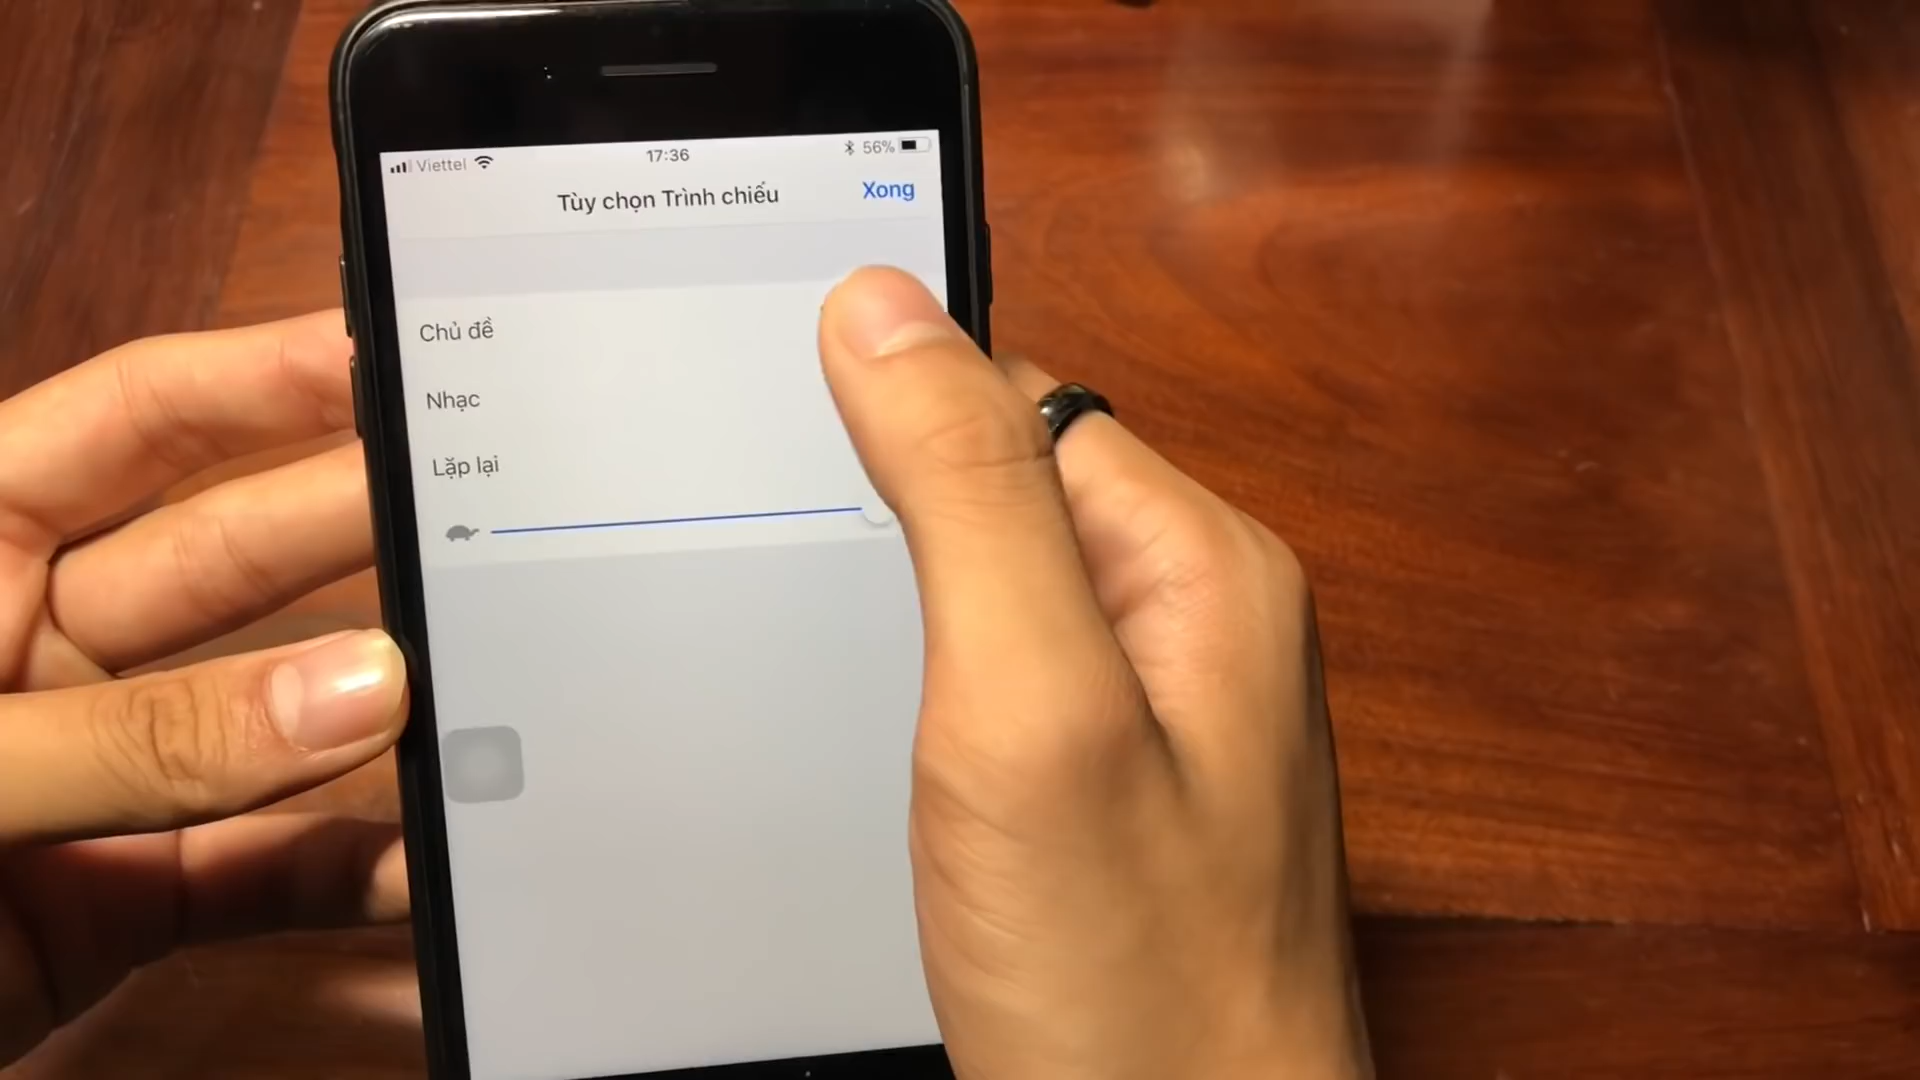 Viettel 17:36 56%
Tùy chọn Trình chiếu Xong
Chủ đề
Nhạc
Lặp lại